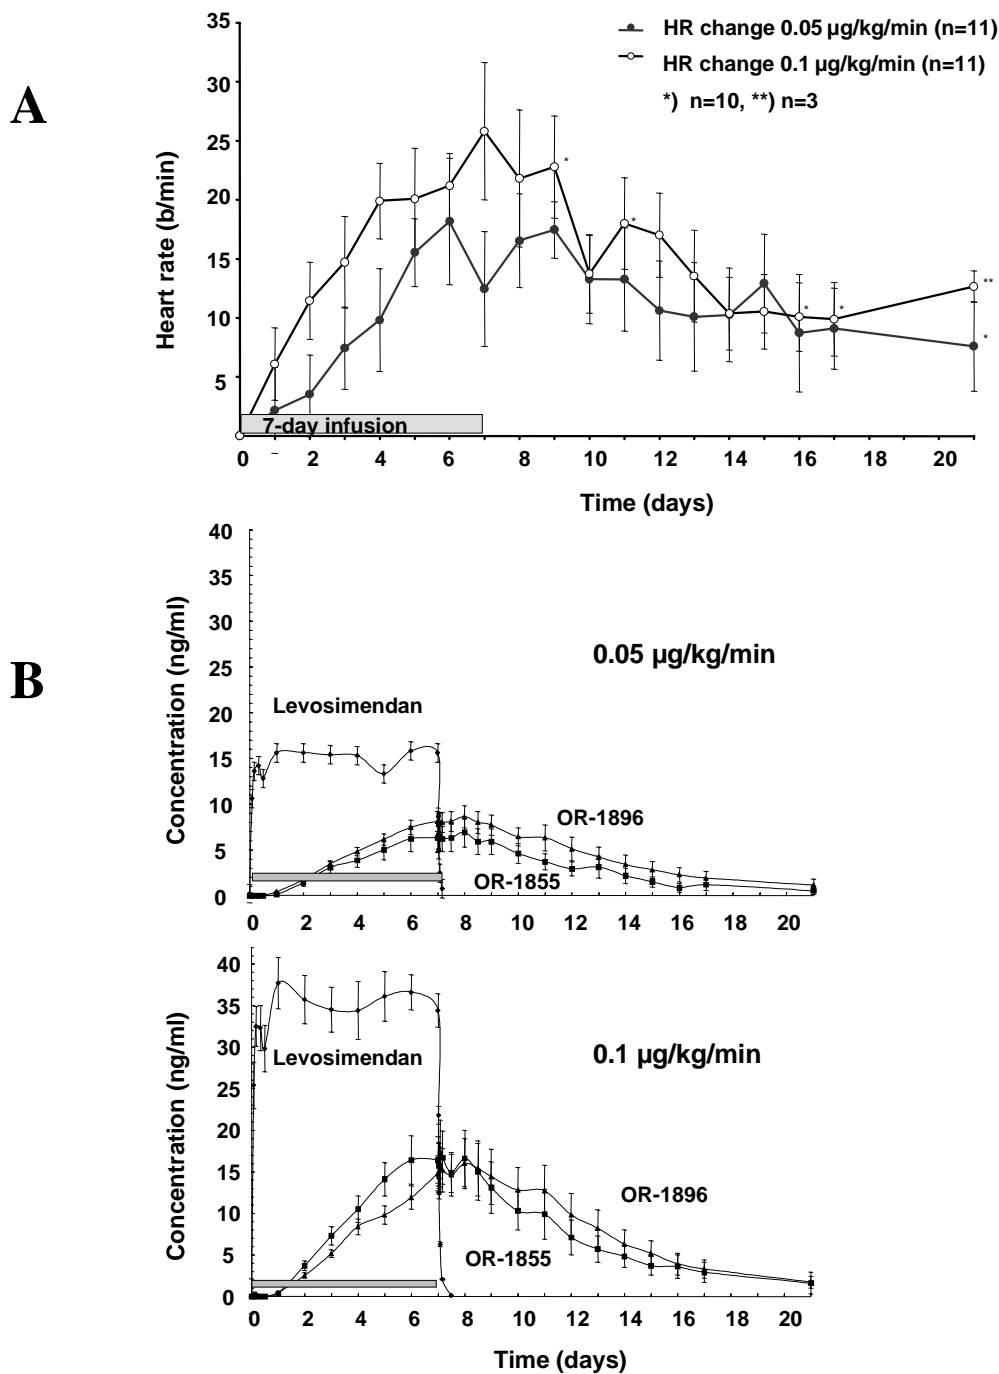 A
HR change 0.05 µg/kg/min (n=11)
HR change 0.1 µg/kg/min (n=11)
*) n=10, **) n=3
Heart rate (b/min)
35
30
25
20
15
10
5
*
*
*
*
**
*
7-day infusion
0 2 4 6 8 10 12 14 16 18 20
Time (days)
B
Concentration (ng/ml)
40
35
30
25
20
15
10
5
0
0.05 µg/kg/min
Levosimendan
OR-1896
OR-1855
0 2 4 6 8 10 12 14 16 18 20
Concentration (ng/ml)
40
35
30
25
20
15
10
5
0
Levosimendan
0.1 µg/kg/min
OR-1896
OR-1855
0 2 4 6 8 10 12 14 16 18 20
Time (days)